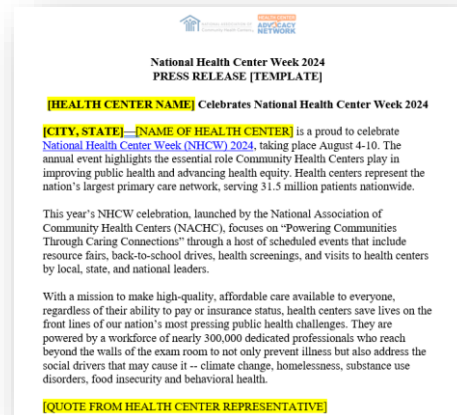 NATIONAL ASSOCIATION OF
Community Health Centers
HEALTH CENTER
ADVOCACY
NETWORK
National Health Center Week 2024
PRESS RELEASE [TEMPLATE]
[HEALTH CENTER NAME] Celebrates National Health Center Week 2024
[CITY, STATE]—[NAME OF HEALTH CENTER] is a proud to celebrate
National Health Center Week (NHCW) 2024, taking place August 4-10. The
annual event highlights the essential role Community Health Centers play in
improving public health and advancing health equity. Health centers represent the
nation’s largest primary care network, serving 31.5 million patients nationwide.
This year’s NHCW celebration, launched by the National Association of
Community Health Centers (NACHC), focuses on “Powering Communities
Through Caring Connections” through a host of scheduled events that include
resource fairs, back-to-school drives, health screenings, and visits to health centers
by local, state, and national leaders.
With a mission to make high-quality, affordable care available to everyone,
regardless of their ability to pay or insurance status, health centers save lives on the
front lines of our nation’s most pressing public health challenges. They are
powered by a workforce of nearly 300,000 dedicated professionals who reach
beyond the walls of the exam room to not only prevent illness but also address the
social drivers that may cause it -- climate change, homelessness, substance use
disorders, food insecurity and behavioral health.
[QUOTE FROM HEALTH CENTER REPRESENTATIVE]